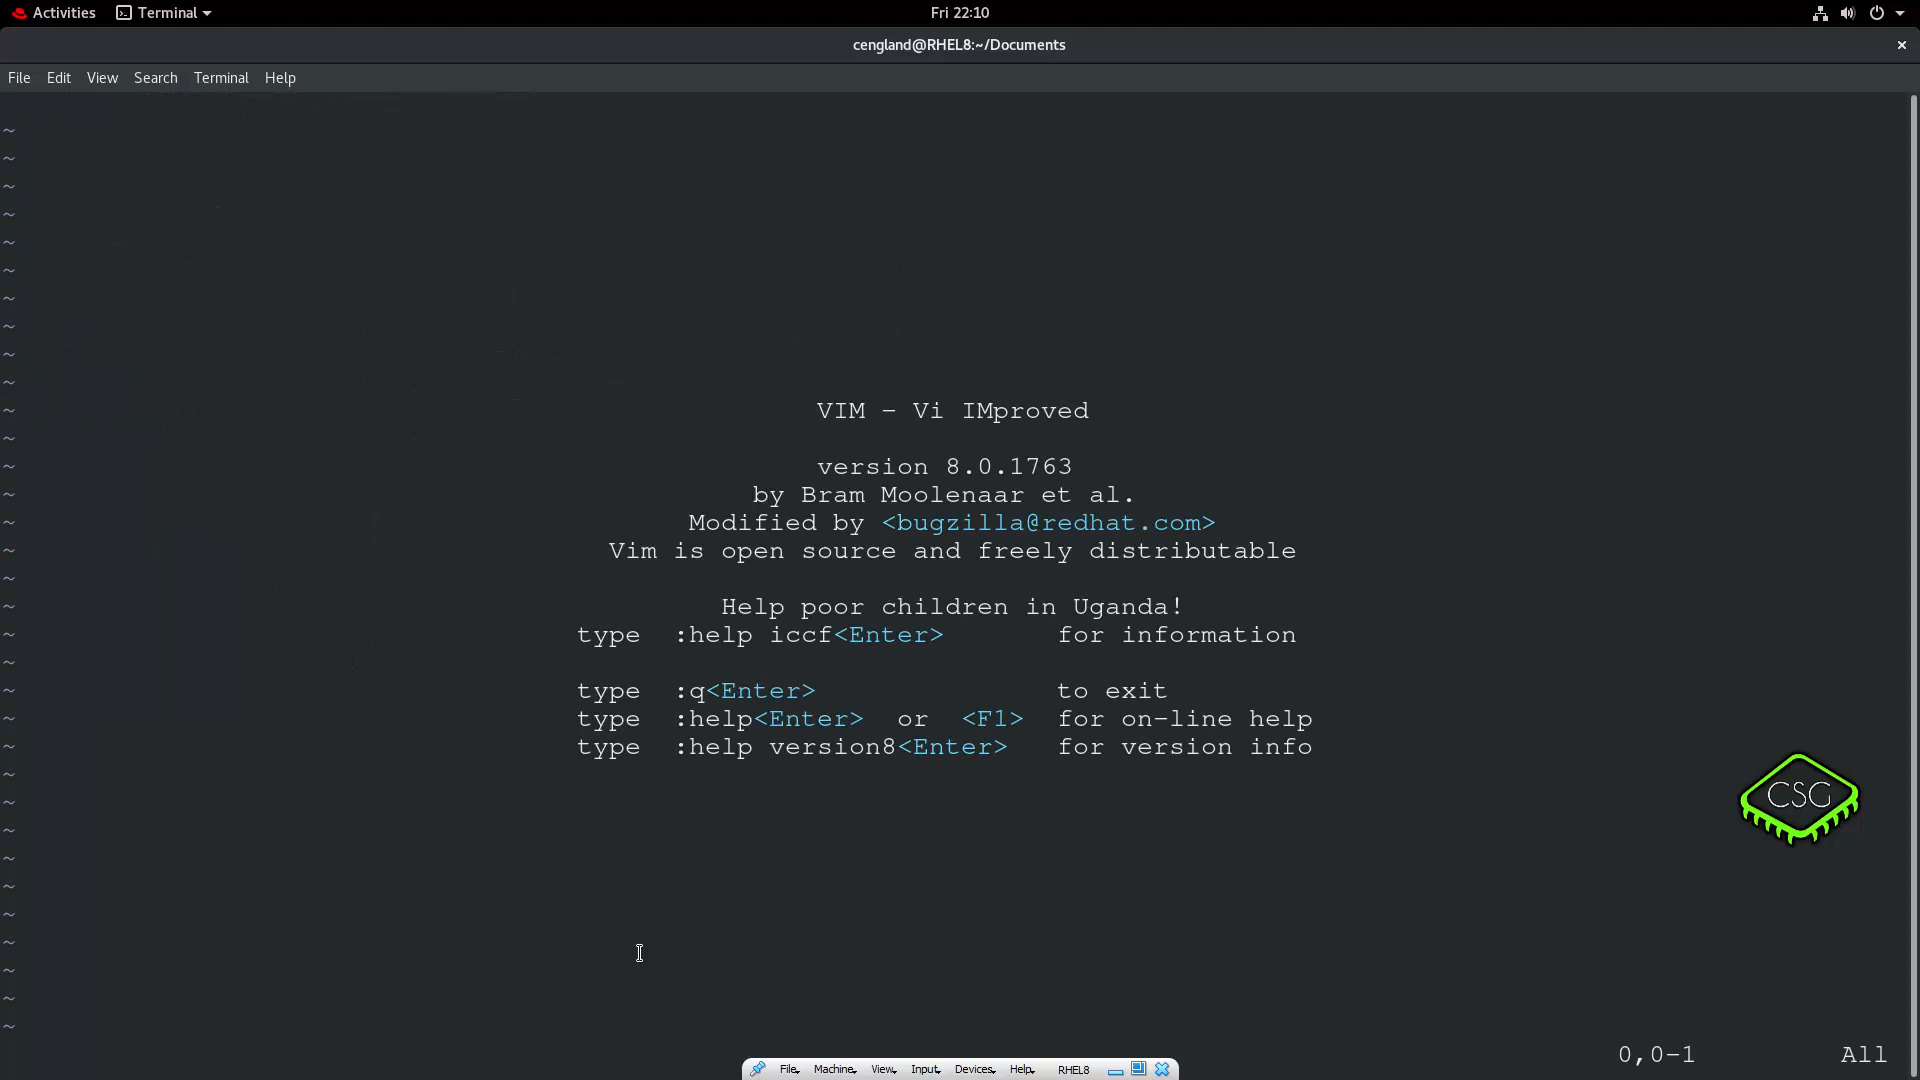 Activities Terminal Fri 22:10
cengland@RHEL8:~/Documents
File Edit View Search Terminal Help
~
~
~
~
~
~
~
~
~
~
~ VIM - Vi IMproved
~
~ version 8.0.1763
~ by Bram Moolenaar et al.
~ Modified by <bugzilla@redhat.com>
~ Vim is open source and freely distributable
~
~ Help poor children in Uganda!
~ type :help iccf<Enter> for information
~
~ type :q<Enter> to exit
~ type :help<Enter> or <F1> for on-line help
~ type :help version8<Enter> for version info
~
~ CSG
~
~
~
~
~
~
~
~
0,0-1 All
File Machine View Input Devices Help RHEL8